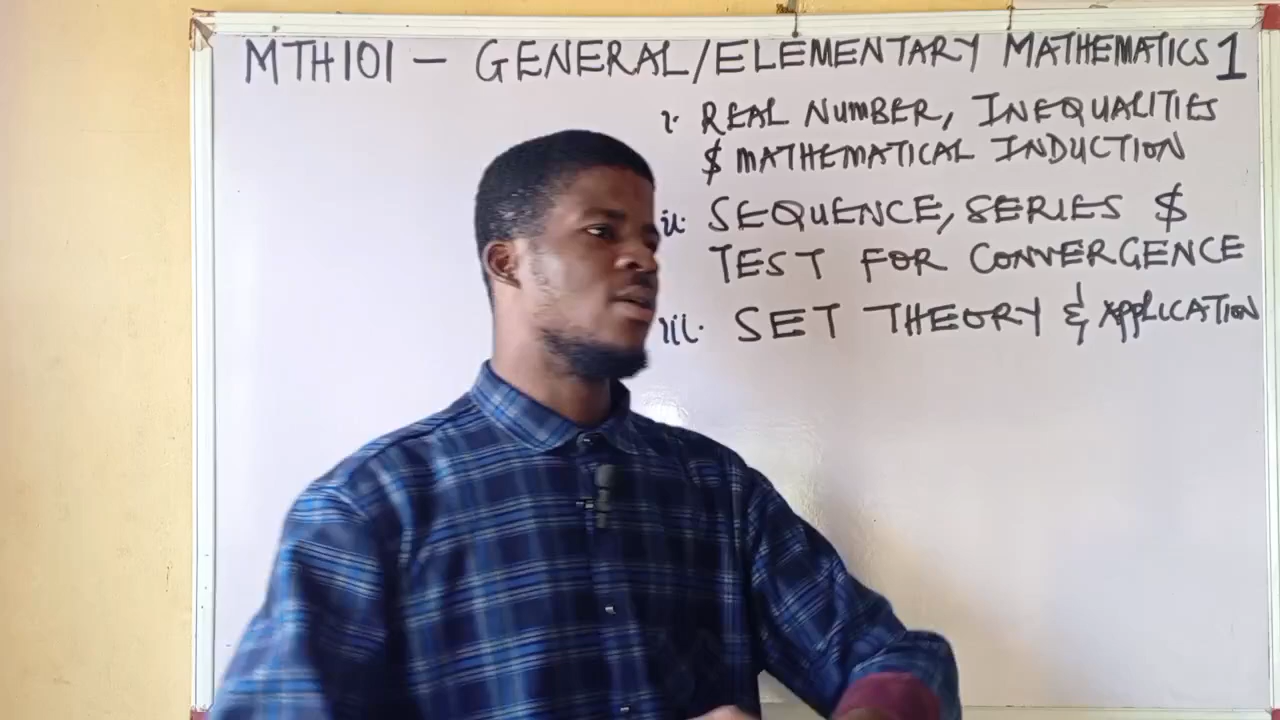 MTH101 - GENERAL/ELEMENTARY MATHEMATICS 1
i. REAL NUMBER, INEQUALITIES
$ MATHEMATICAL INDUCTION
ii. SEQUENCE, SERIES $
TEST FOR CONVERGENCE
iii. SET THEORY & APPLICATION